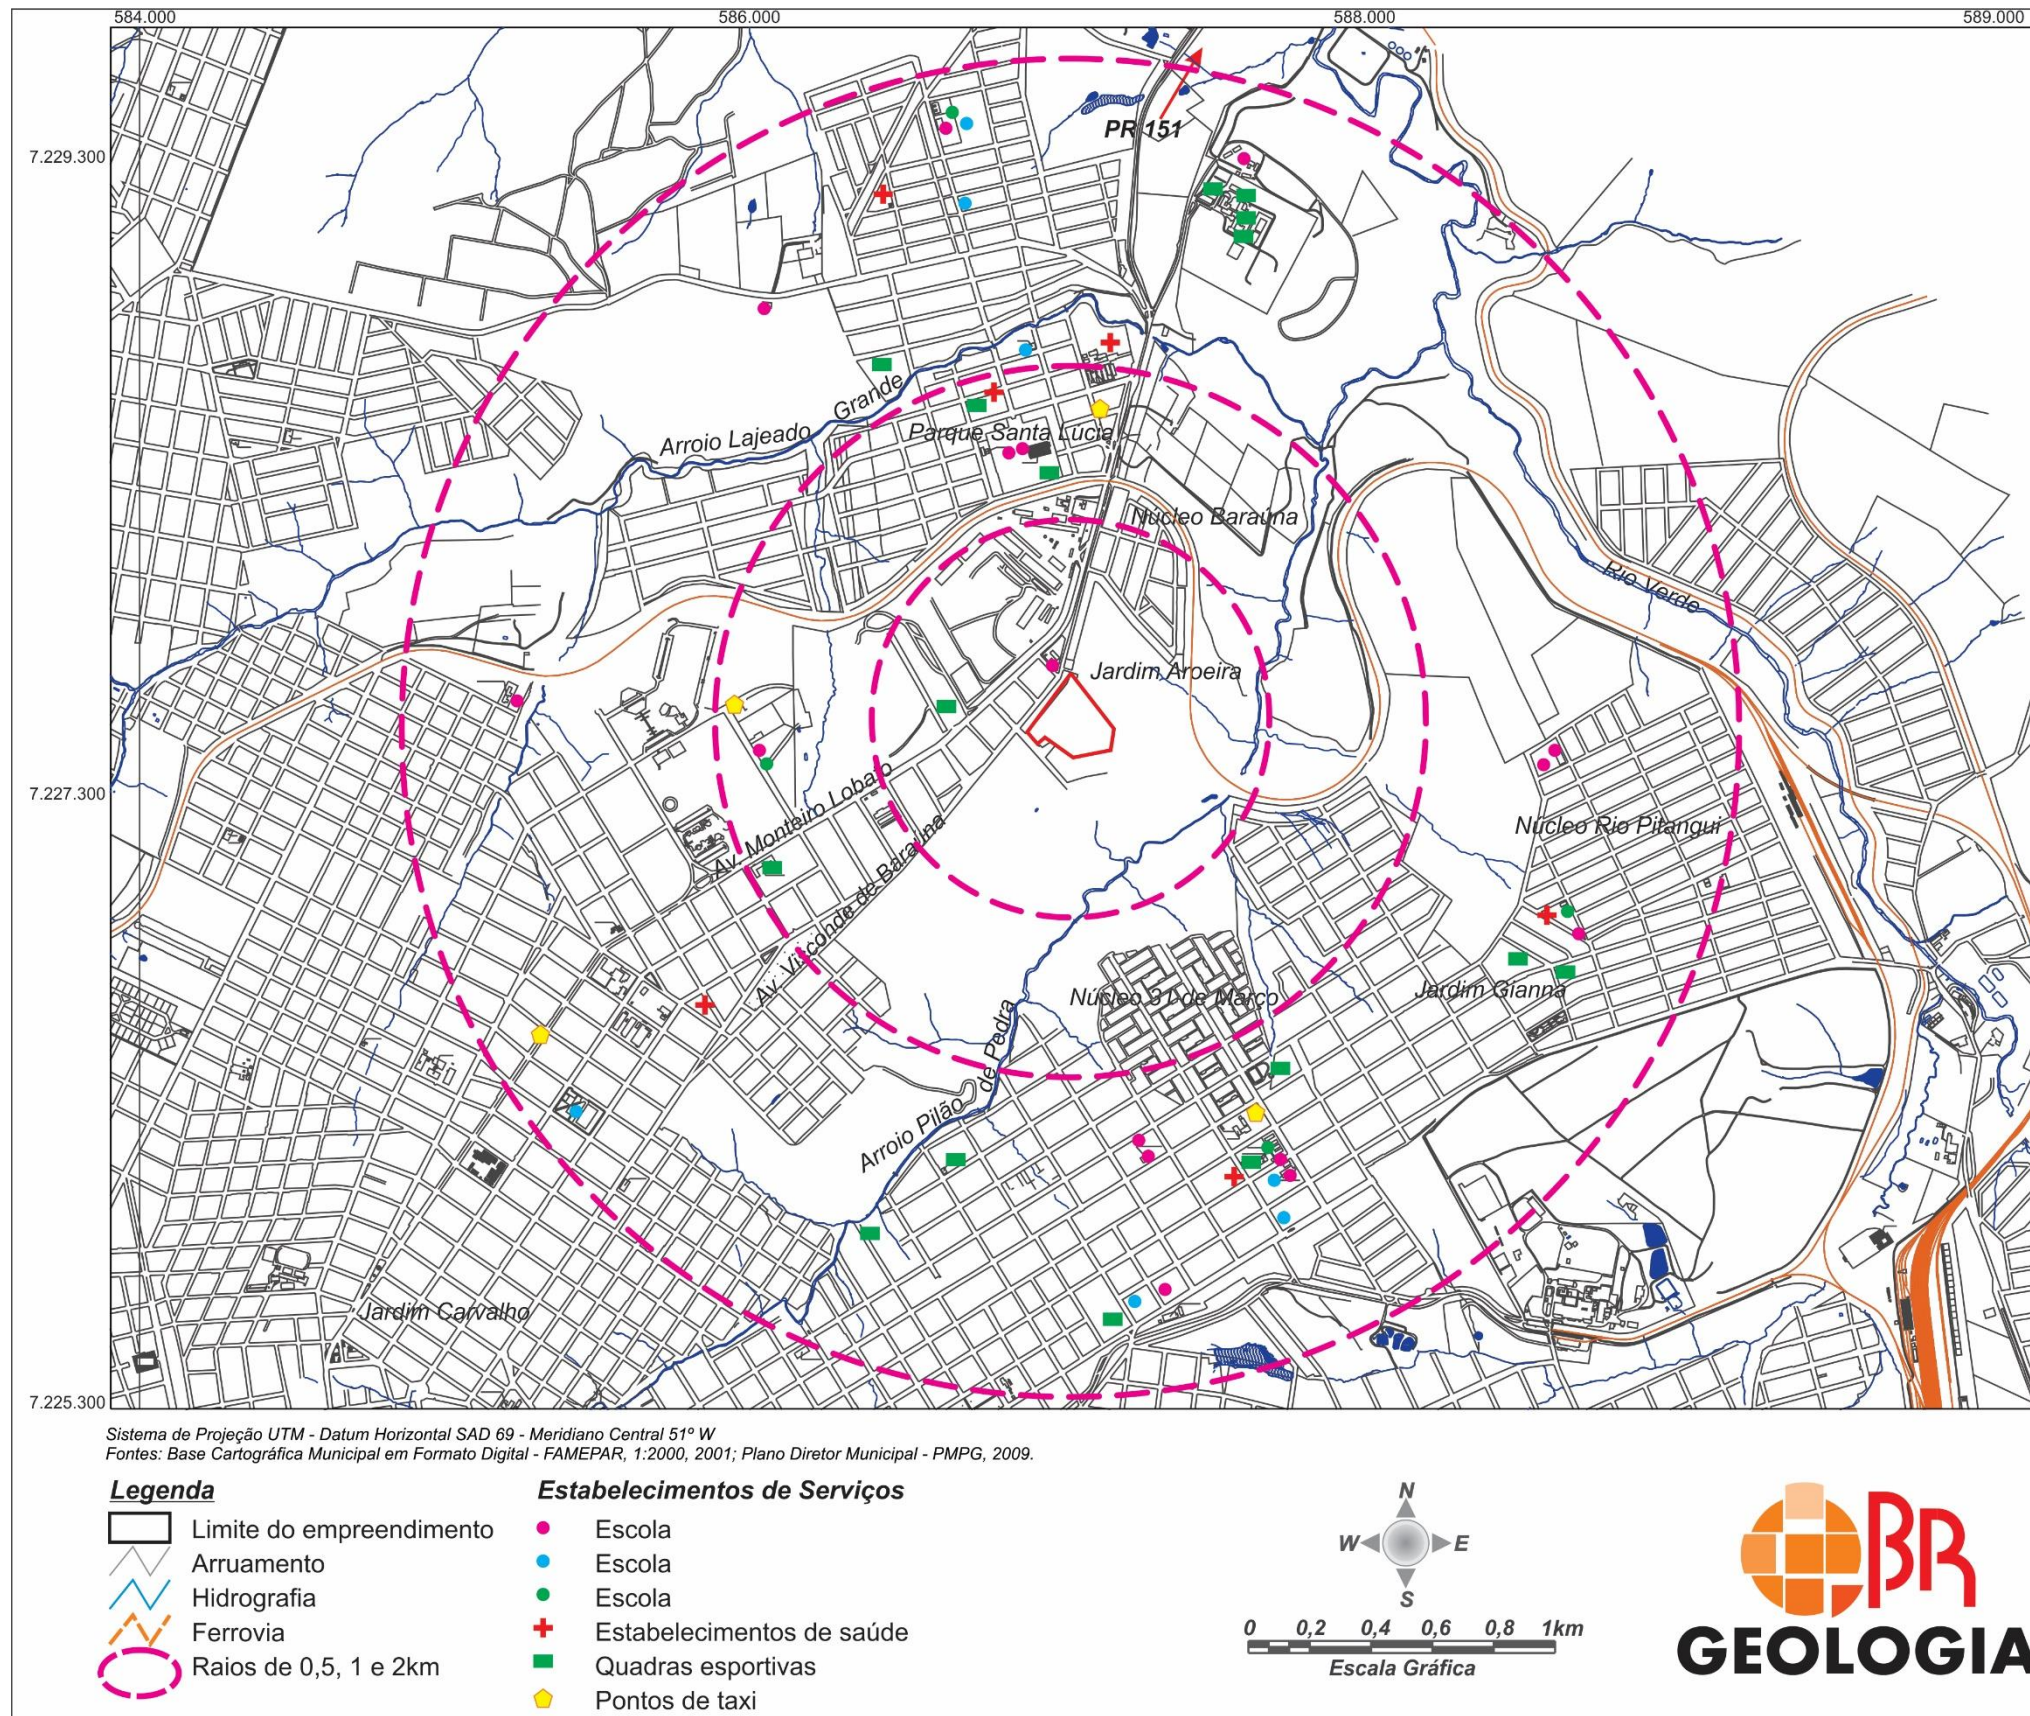 584.000
586.000
588.000
589.000
PR 151
7.229.300
Grande
Arroio Lajeado
Parque Santa Lúcia
Núcleo Baraúna
Rio Verde
Jardim Aroeira
7.227.300
Av. Monteiro Lobato
Núcleo Rio Pitangui
Av. Visconde de Baraúna
Núcleo 31 de Março
Jardim Gianna
de Pedra
Arroio Pilão
Jardim Carvalho
7.225.300
Sistema de Projeção UTM - Datum Horizontal SAD 69 - Meridiano Central 51º W
Fontes: Base Cartográfica Municipal em Formato Digital - FAMEPAR, 1:2000, 2001; Plano Diretor Municipal - PMPG, 2009.
Legenda
Limite do empreendimento
Arruamento
Hidrografia
Ferrovia
Raios de 0,5, 1 e 2km
Estabelecimentos de Serviços
Escola
Escola
Escola
Estabelecimentos de saúde
Quadras esportivas
Pontos de taxi
N
W E
S
0 0,2 0,4 0,6 0,8 1km
Escala Gráfica
BR
GEOLOGIA